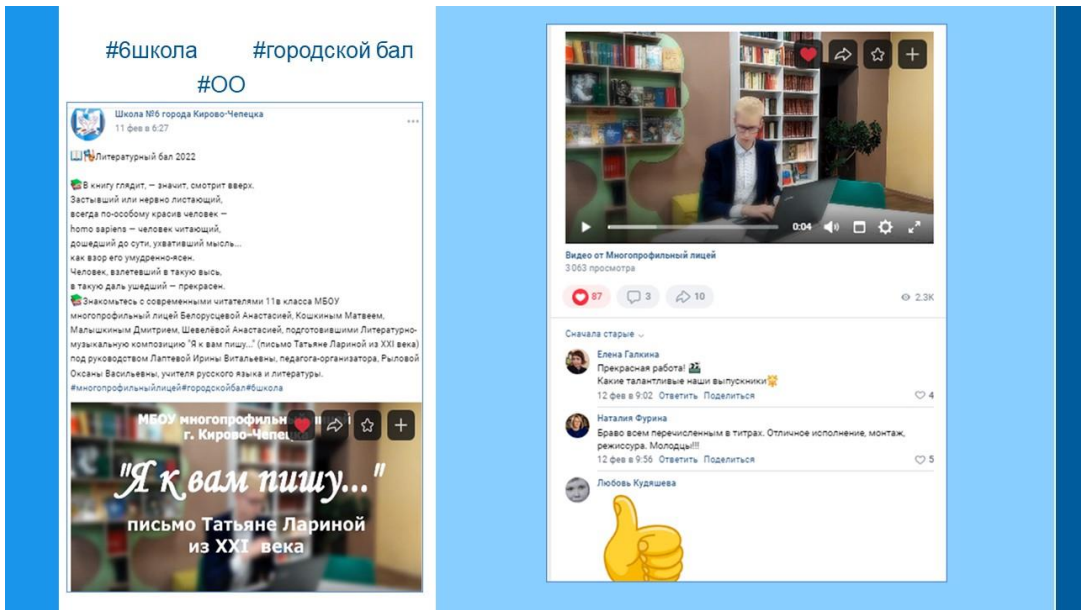 #6школа #городской бал
#ОО
Школа №6 города Кирово-Чепецка
11 фев в 6:27
Литературный бал 2022
В книгу глядит, — значит, смотрит вверх.
Застывший или нервно листающий,
всегда по-особому красив человек —
homo sapiens — человек читающий,
дошедший до сути, ухвативший мысль...
как взор его умудренно-ясен.
Человек, взлетевший в такую высь,
в такую даль ушедший — прекрасен.
Знакомьтесь с современными читателями 11в класса МБОУ
многопрофильный лицей Белорусцевой Анастасией, Кошкиным Матвеем,
Малышкиным Дмитрием, Шевелёвой Анастасией, подготовившими Литературно-
музыкальную композицию "Я к вам пишу..." (письмо Татьяне Лариной из XXI века)
под руководством Лаптевой Ирины Витальевны, педагога-организатора, Рыловой
Оксаны Васильевны, учителя русского языка и литературы.
#многопрофильныйлицей#городскойбал#6школа
МБОУ многопрофильн й
г. Кирово-Чепец
"Я к вам пишу..."
письмо Татьяне Лариной
из XXI века
0:04
Видео от Многопрофильный лицей
3 063 просмотра
87 3 10 2.3K
Сначала старые
Елена Галкина
Прекрасная работа!
Какие талантливые наши выпускники
12 фев в 9:02 Ответить Поделиться 4
Наталия Фурина
Браво всем перечисленным в титрах. Отличное исполнение, монтаж,
режиссура. Молодцы!!!
12 фев в 9:56 Ответить Поделиться 5
Любовь Кудяшева